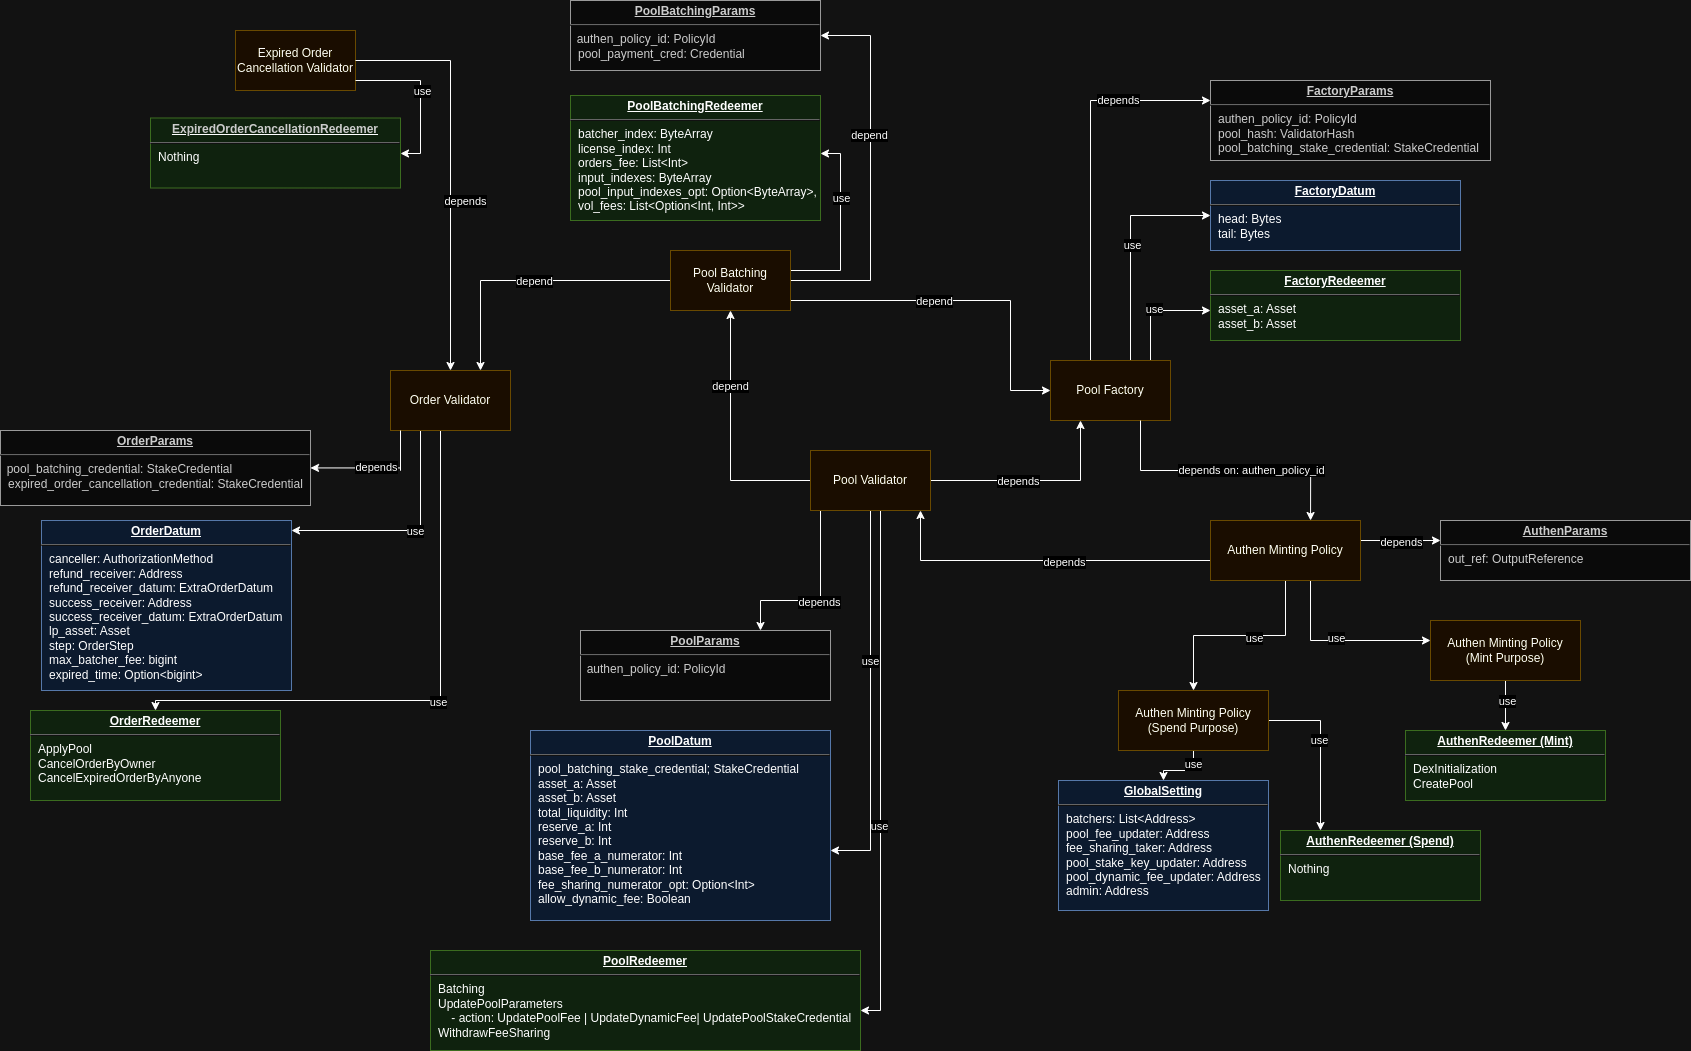 PoolBatchingParams
authen_policy_id: PolicyId
pool_payment_cred: Credential
Expired Order
Cancellation Validator
use
ExpiredOrderCancellationRedeemer
Nothing
depends
PoolBatchingRedeemer
batcher_index: ByteArray
license_index: Int
orders_fee: List<Int>
input_indexes: ByteArray
pool_input_indexes_opt: Option<ByteArray>,
vol_fees: List<Option<Int, Int>>
depend
use
depends
FactoryParams
authen_policy_id: PolicyId
pool_hash: ValidatorHash
pool_batching_stake_credential: StakeCredential
FactoryDatum
head: Bytes
tail: Bytes
use
FactoryRedeemer
asset_a: Asset
asset_b: Asset
use
Pool Batching
Validator
depend
depend
depend
Order Validator
Pool Factory
OrderParams
pool_batching_credential: StakeCredential
expired_order_cancellation_credential: StakeCredential
depends
Pool Validator
depends
depends on: authen_policy_id
OrderDatum
canceller: AuthorizationMethod
refund_receiver: Address
refund_receiver_datum: ExtraOrderDatum
success_receiver: Address
success_receiver_datum: ExtraOrderDatum
lp_asset: Asset
step: OrderStep
max_batcher_fee: bigint
expired_time: Option<bigint>
use
use
OrderRedeemer
ApplyPool
CancelOrderByOwner
CancelExpiredOrderByAnyone
depends
Authen Minting Policy
depends
AuthenParams
out_ref: OutputReference
depends
PoolParams
authen_policy_id: PolicyId
use
use
PoolDatum
pool_batching_stake_credential; StakeCredential
asset_a: Asset
asset_b: Asset
total_liquidity: Int
reserve_a: Int
reserve_b: Int
base_fee_a_numerator: Int
base_fee_b_numerator: Int
fee_sharing_numerator_opt: Option<Int>
allow_dynamic_fee: Boolean
use
use
Authen Minting Policy
(Mint Purpose)
use
AuthenRedeemer (Mint)
DexInitialization
CreatePool
Authen Minting Policy
(Spend Purpose)
use
use
GlobalSetting
batchers: List<Address>
pool_fee_updater: Address
fee_sharing_taker: Address
pool_stake_key_updater: Address
pool_dynamic_fee_updater: Address
admin: Address
AuthenRedeemer (Spend)
Nothing
PoolRedeemer
Batching
UpdatePoolParameters
- action: UpdatePoolFee | UpdateDynamicFee| UpdatePoolStakeCredential
WithdrawFeeSharing